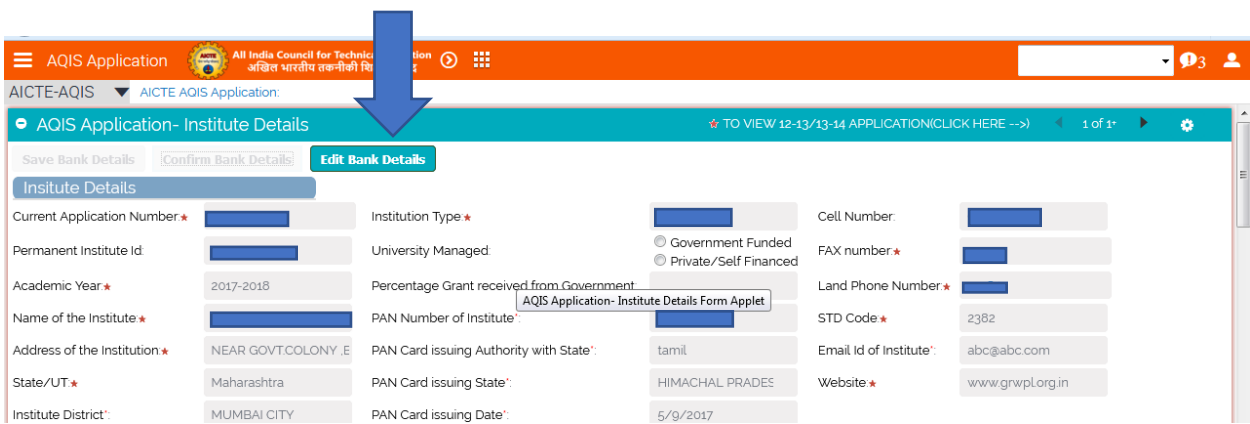 AQIS Application
All India Council for
अखिल भारतीय तकनीकी
3
AICTE-AQIS AICTE AQIS Application:
AQIS Application- Institute Details ★ TO VIEW 12-13/13-14 APPLICATION(CLICK HERE -->) 1 of 1+
Save Bank Details Confirm Bank Details Edit Bank Details
Insitute Details
Current Application Number:★ Institution Type:★ Cell Number:
Permanent Institute Id: University Managed: Government Funded FAX number:★
Private/Self Financed
Academic Year:★ 2017-2018 Percentage Grant received from Government: Land Phone Number:★
AQIS Application- Institute Details Form Applet
Name of the Institute:★ PAN Number of Institute*: STD Code:★ 2382
Address of the Institution:★ NEAR GOVT.COLONY ,E PAN Card issuing Authority with State*: tamil Email Id of Institute*: abc@abc.com
State/UT:★ Maharashtra PAN Card issuing State*: HIMACHAL PRADES Website:★ www.grwpl.org.in
Institute District*: MUMBAI CITY PAN Card issuing Date*: 5/9/2017